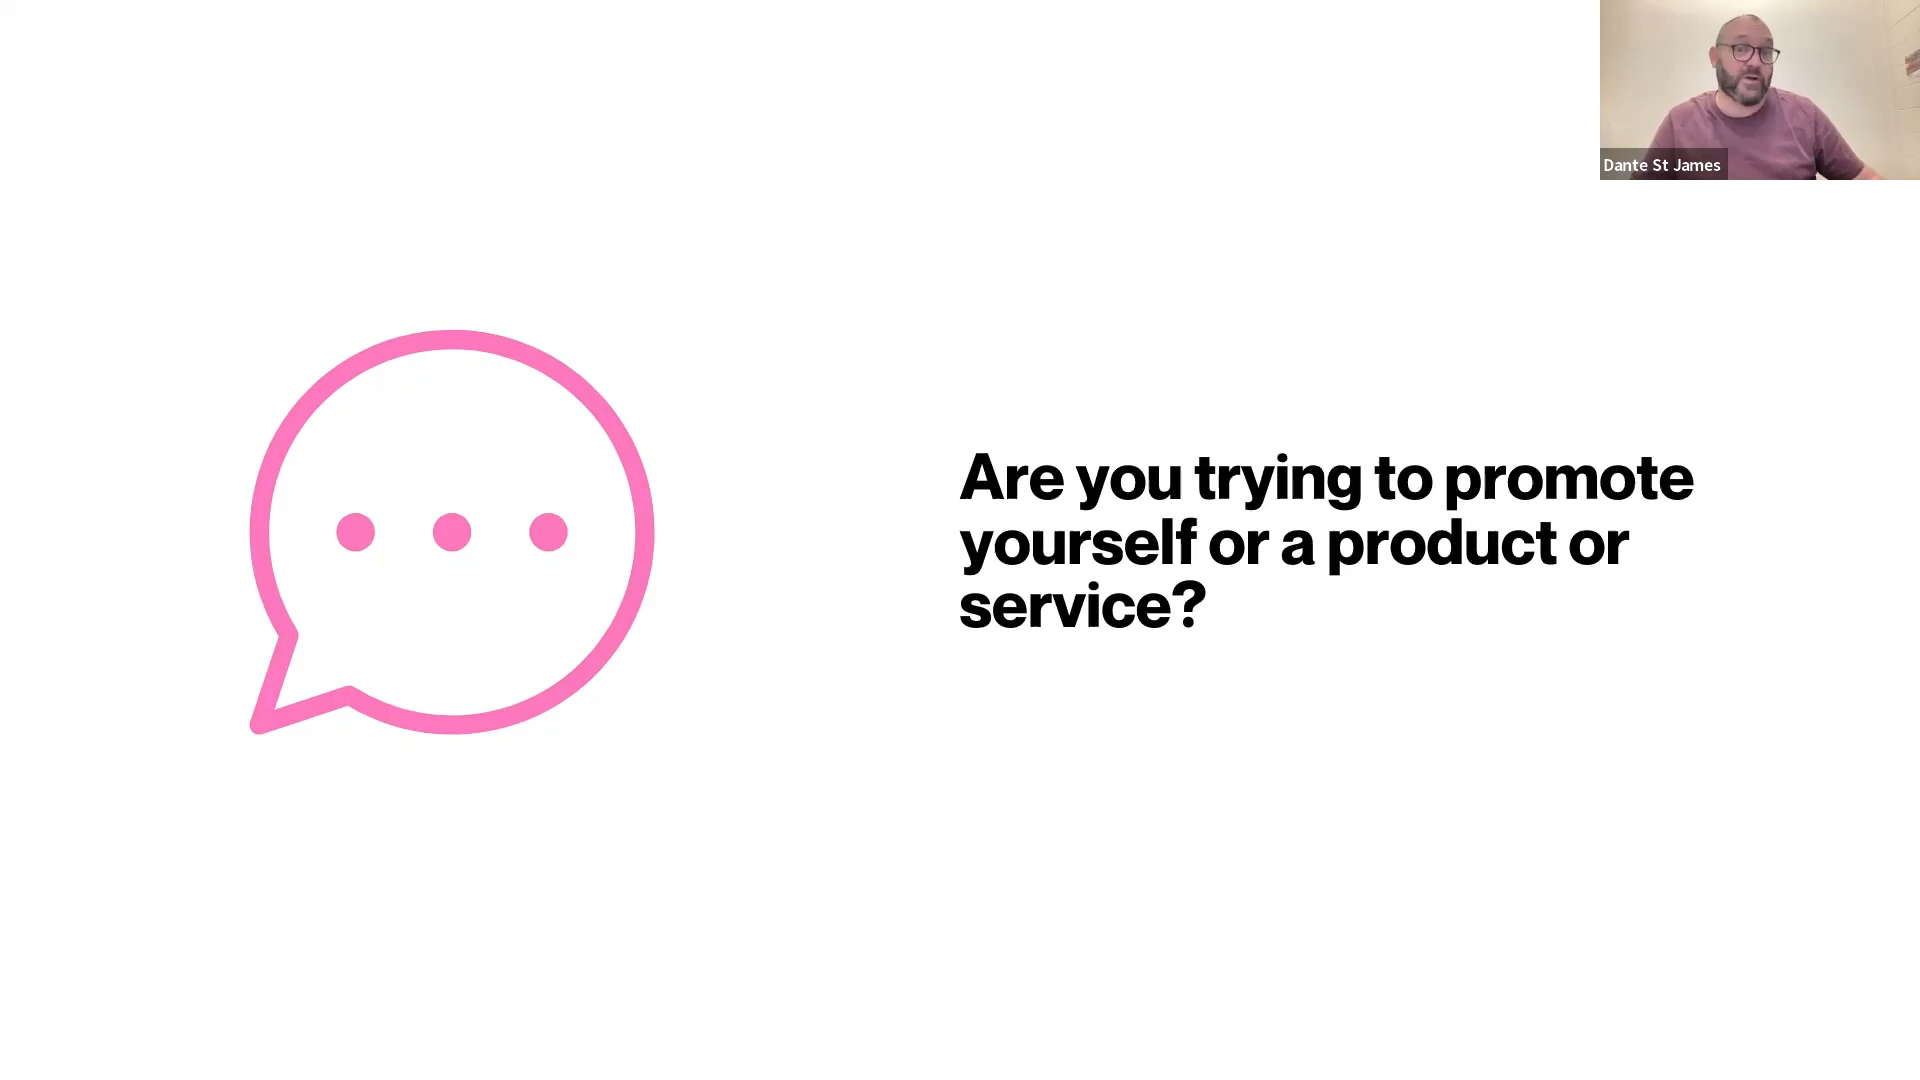 Dante St James
Are you trying to promote
yourself or a product or
service?